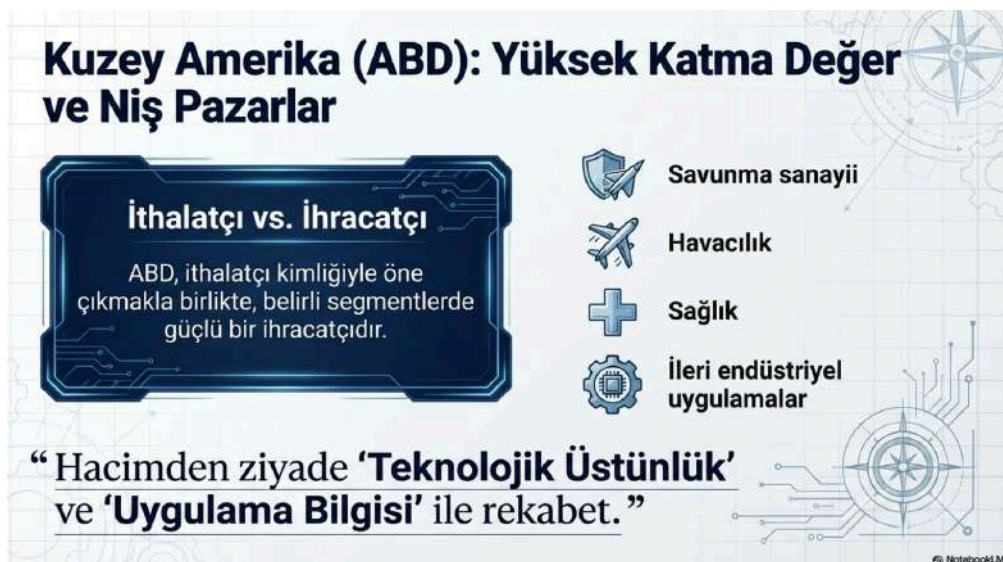 Kuzey Amerika (ABD): Yüksek Katma Değer
ve Niş Pazarlar
İthalatçı vs. İhracatçı
ABD, ithalatçı kimliğiyle öne
çıkmakla birlikte, belirli segmentlerde
güçlü bir ihracatçıdır.
Savunma sanayii
Havacılık
Sağlık
İleri endüstriyel
uygulamalar
“Hacimden ziyade ‘Teknolojik Üstünlük’
ve ‘Uygulama Bilgisi’ ile rekabet.”
NotebookLM